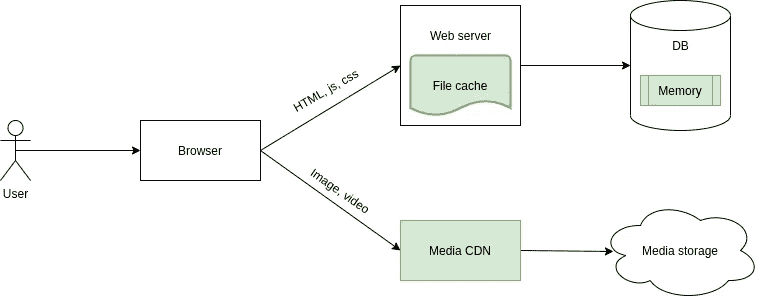 User
Browser
HTML, js, css
Image, video
Web server
File cache
DB
Memory
Media CDN
Media storage